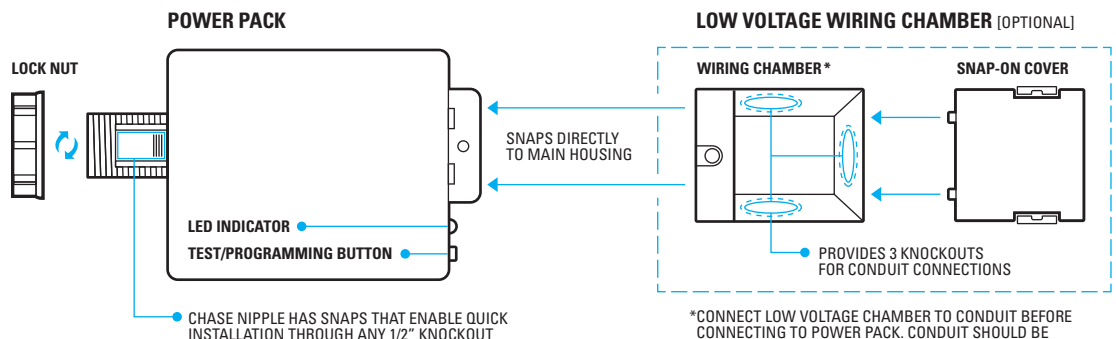 POWER PACK
LOW VOLTAGE WIRING CHAMBER [OPTIONAL]
LOCK NUT
WIRING CHAMBER*
SNAP-ON COVER
SNAPS DIRECTLY
TO MAIN HOUSING
LED INDICATOR
TEST/PROGRAMMING BUTTON
PROVIDES 3 KNOCKOUTS
FOR CONDUIT CONNECTIONS
CHASE NIPPLE HAS SNAPS THAT ENABLE QUICK
INSTALLATION THROUGH ANY 1/2" KNOCKOUT
*CONNECT LOW VOLTAGE CHAMBER TO CONDUIT BEFORE
CONNECTING TO POWER PACK. CONDUIT SHOULD BE